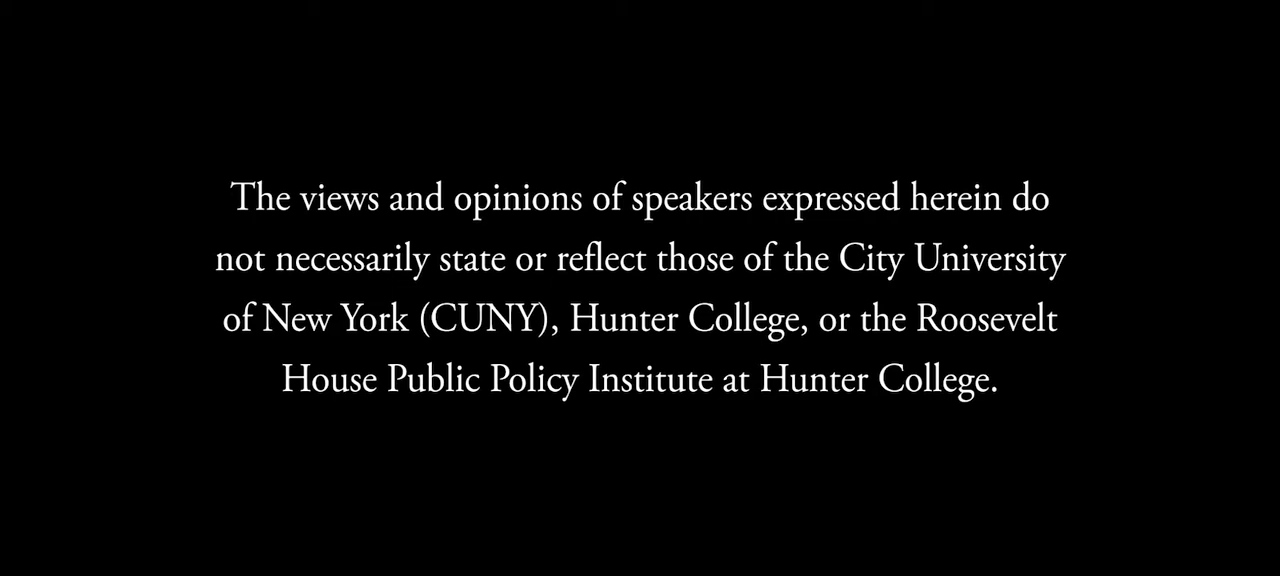 The views and opinions of speakers expressed herein do
not necessarily state or reflect those of the City University
of New York (CUNY), Hunter College, or the Roosevelt
House Public Policy Institute at Hunter College.